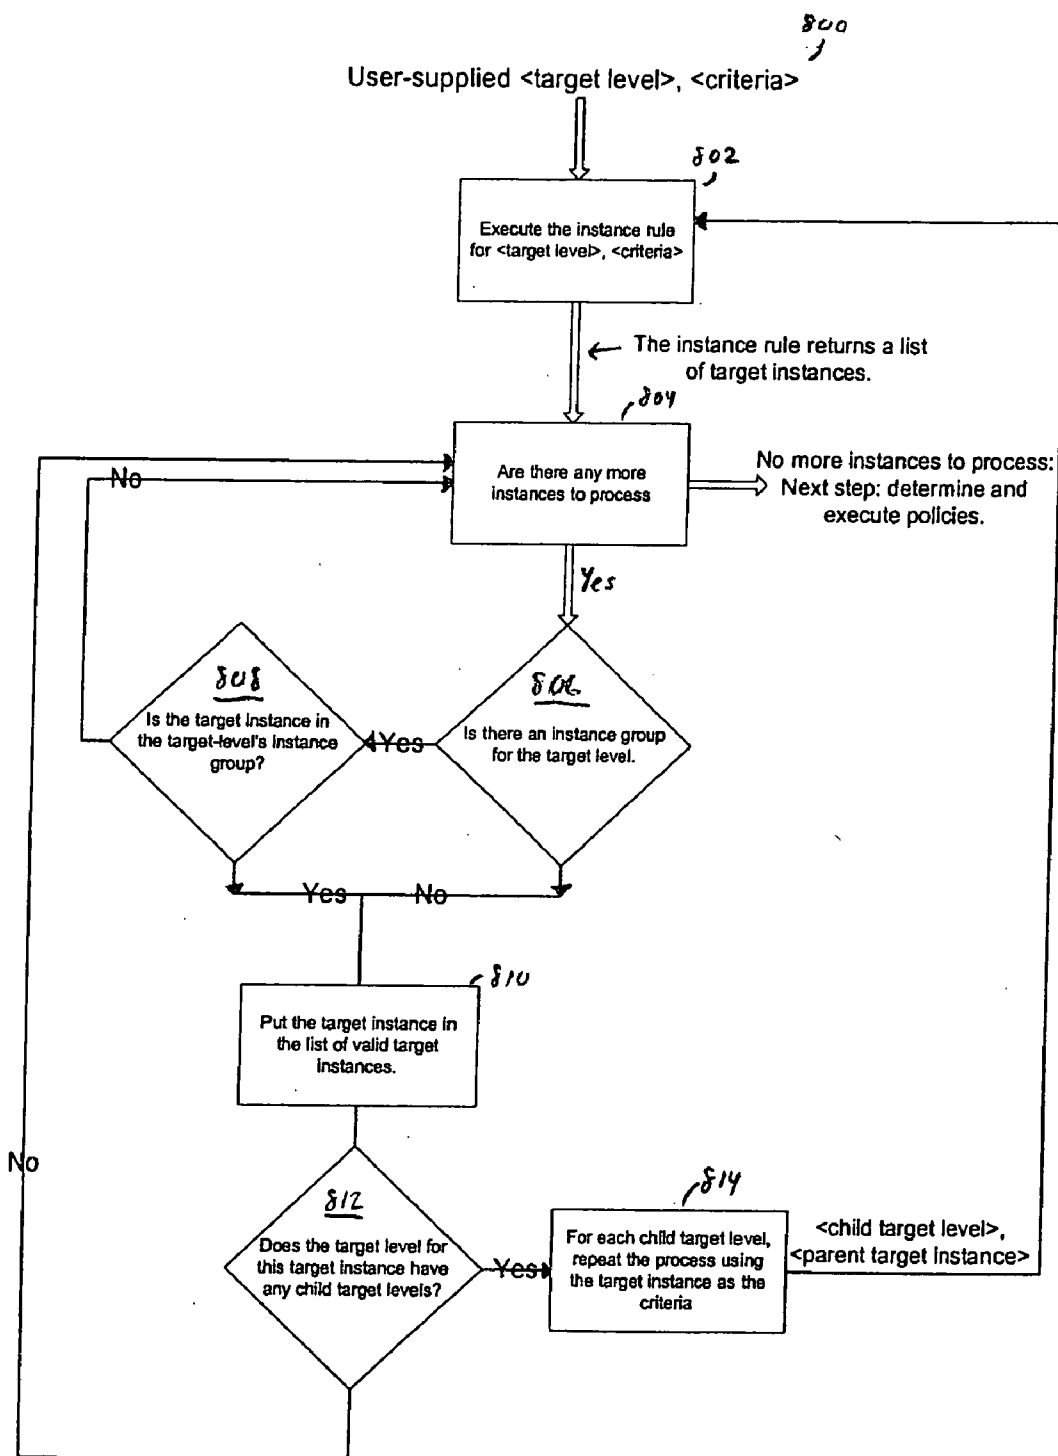 800
User-supplied <target level>, <criteria>
802
Execute the instance rule
for <target level>, <criteria>
The instance rule returns a list
of target instances.
804
Are there any more
instances to process
No more instances to process:
Next step: determine and
execute policies.
No
Yes
808
Is the target instance in
the target-level's instance
group?
Yes
806
Is there an instance group
for the target level.
Yes
No
810
Put the target instance in
the list of valid target
instances.
No
812
Does the target level for
this target instance have
any child target levels?
Yes
814
For each child target level,
repeat the process using
the target instance as the
criteria
<child target level>,
<parent target instance>